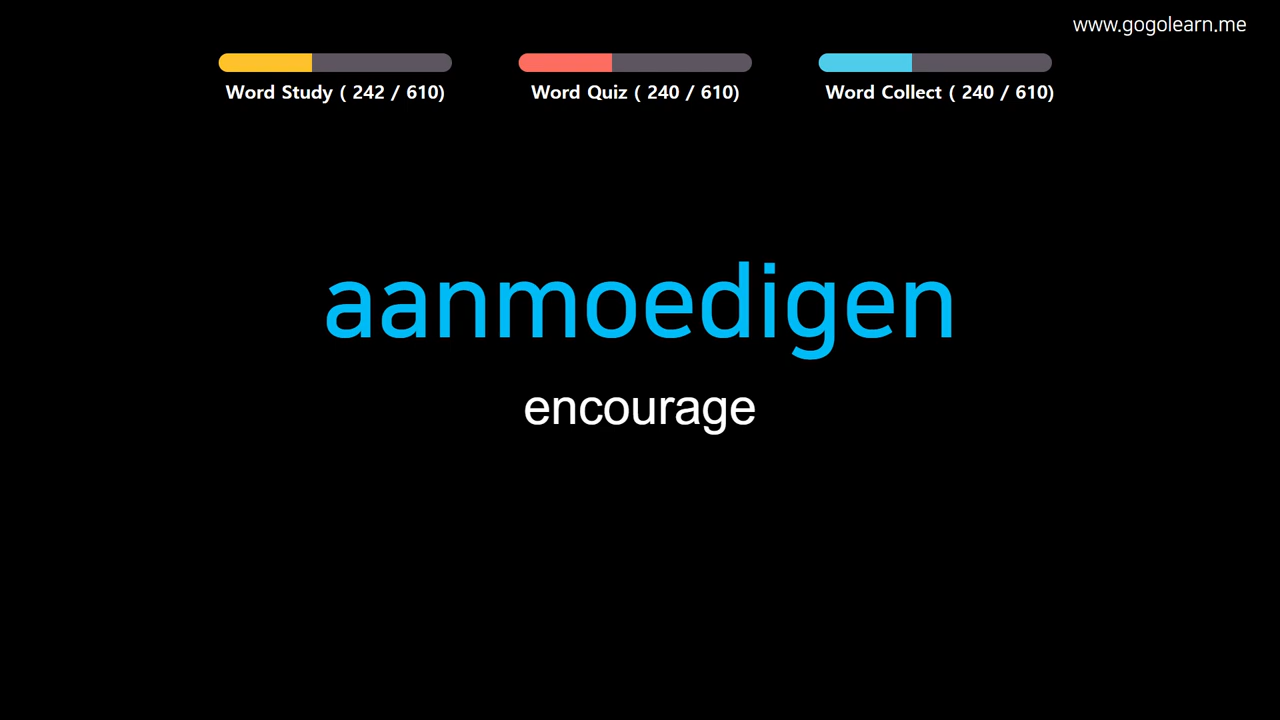 www.gogolearn.me
Word Study ( 242 / 610)
Word Quiz ( 240 / 610)
Word Collect ( 240 / 610)
aanmoedigen
encourage